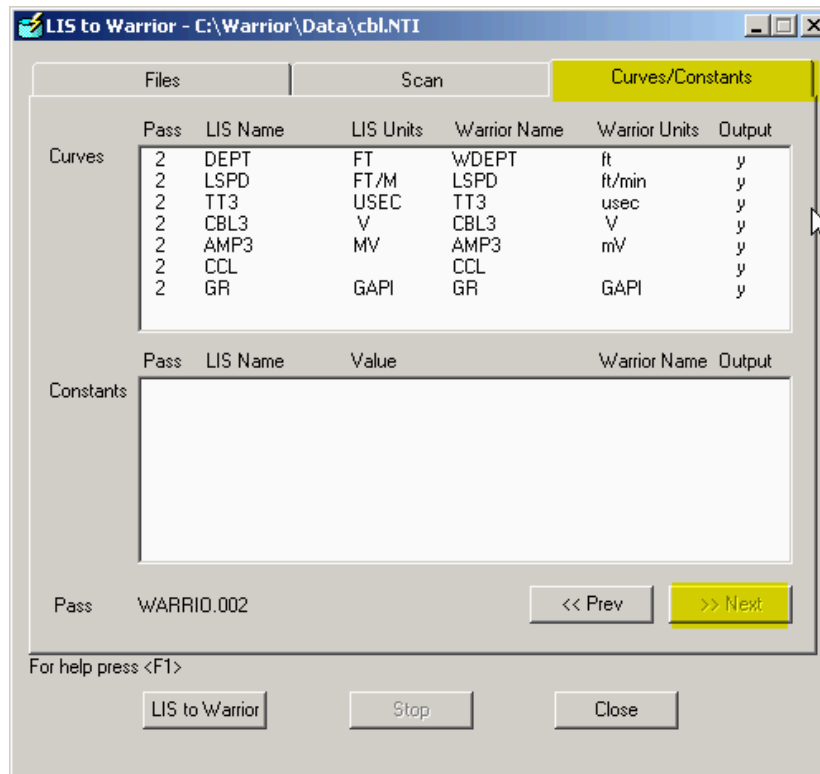 LIS to Warrior - C:\Warrior\Data\cbl.NTI
Files Scan Curves/Constants
Pass LIS Name LIS Units Warrior Name Warrior Units Output
Curves
2 DEPT FT WDEPT ft y
2 LSPD FT/M LSPD ft/min y
2 TT3 USEC TT3 usec y
2 CBL3 V CBL3 V y
2 AMP3 MV AMP3 mV y
2 CCL CCL y
2 GR GAPI GR GAPI y
Pass LIS Name Value Warrior Name Output
Constants
Pass WARRIO.002 << Prev >> Next
For help press <F1>
LIS to Warrior Stop Close